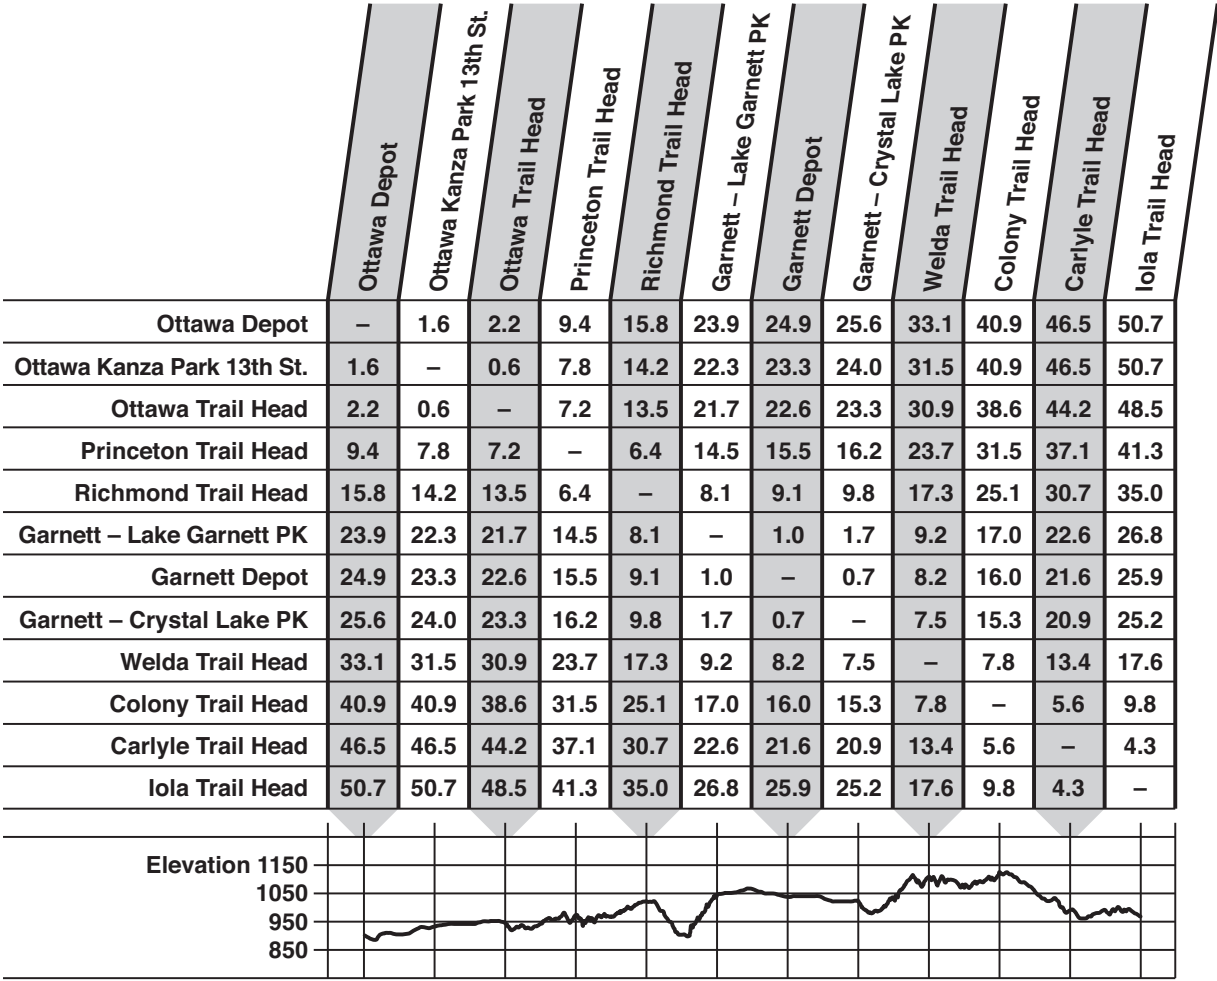 Ottawa Depot
Ottawa Kanza Park 13th St.
Ottawa Trail Head
Princeton Trail Head
Richmond Trail Head
Garnett – Lake Garnett PK
Garnett Depot
Garnett – Crystal Lake PK
Welda Trail Head
Colony Trail Head
Carlyle Trail Head
Iola Trail Head
Ottawa Depot – 1.6 2.2 9.4 15.8 23.9 24.9 25.6 33.1 40.9 46.5 50.7
Ottawa Kanza Park 13th St. 1.6 – 0.6 7.8 14.2 22.3 23.3 24.0 31.5 40.9 46.5 50.7
Ottawa Trail Head 2.2 0.6 – 7.2 13.5 21.7 22.6 23.3 30.9 38.6 44.2 48.5
Princeton Trail Head 9.4 7.8 7.2 – 6.4 14.5 15.5 16.2 23.7 31.5 37.1 41.3
Richmond Trail Head 15.8 14.2 13.5 6.4 – 8.1 9.1 9.8 17.3 25.1 30.7 35.0
Garnett – Lake Garnett PK 23.9 22.3 21.7 14.5 8.1 – 1.0 1.7 9.2 17.0 22.6 26.8
Garnett Depot 24.9 23.3 22.6 15.5 9.1 1.0 – 0.7 8.2 16.0 21.6 25.9
Garnett – Crystal Lake PK 25.6 24.0 23.3 16.2 9.8 1.7 0.7 – 7.5 15.3 20.9 25.2
Welda Trail Head 33.1 31.5 30.9 23.7 17.3 9.2 8.2 7.5 – 7.8 13.4 17.6
Colony Trail Head 40.9 40.9 38.6 31.5 25.1 17.0 16.0 15.3 7.8 – 5.6 9.8
Carlyle Trail Head 46.5 46.5 44.2 37.1 30.7 22.6 21.6 20.9 13.4 5.6 – 4.3
Iola Trail Head 50.7 50.7 48.5 41.3 35.0 26.8 25.9 25.2 17.6 9.8 4.3 –
Elevation 1150
1050
950
850